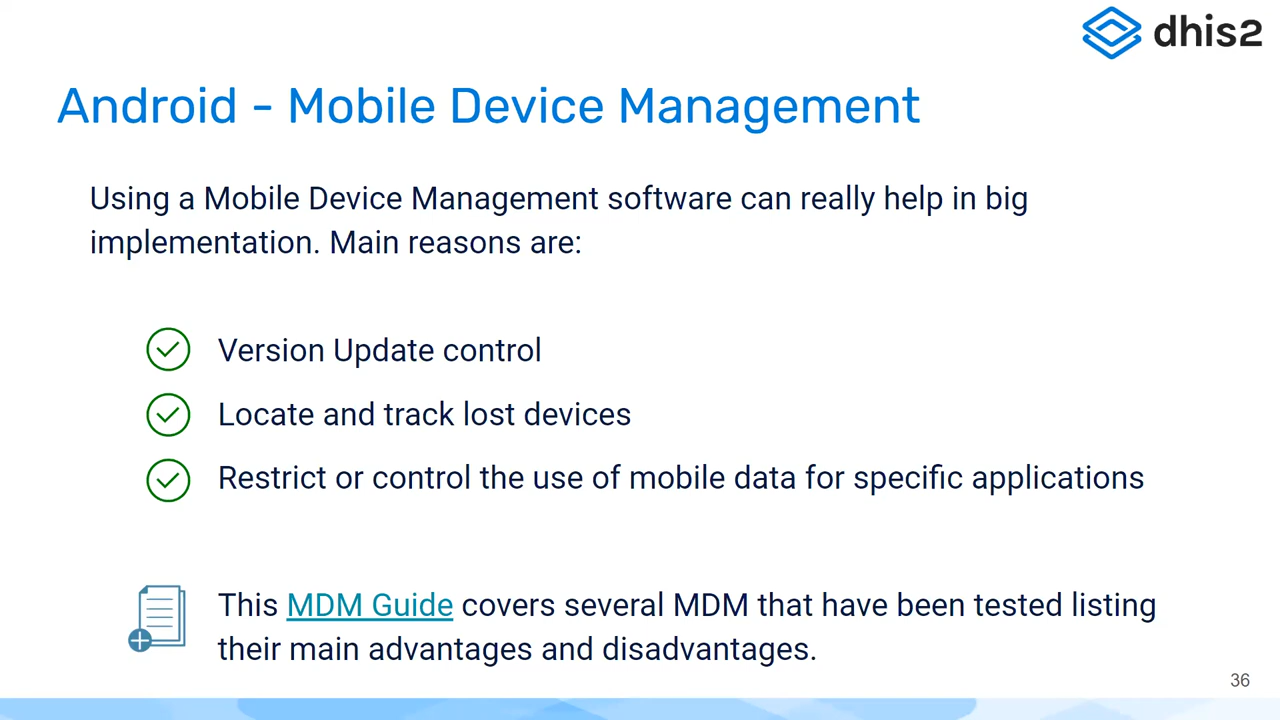 dhis2
Android - Mobile Device Management
Using a Mobile Device Management software can really help in big
implementation. Main reasons are:
Version Update control
Locate and track lost devices
Restrict or control the use of mobile data for specific applications
This MDM Guide covers several MDM that have been tested listing
their main advantages and disadvantages.
36